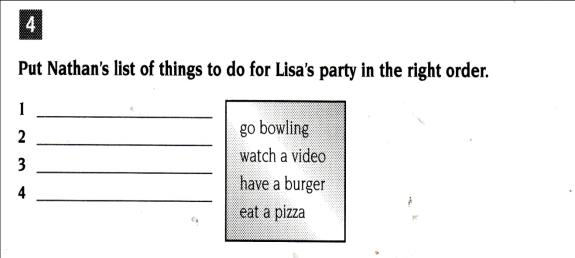 4
Put Nathan's list of things to do for Lisa's party in the right order.
1
2
3
4
go bowling
watch a video
have a burger
eat a pizza